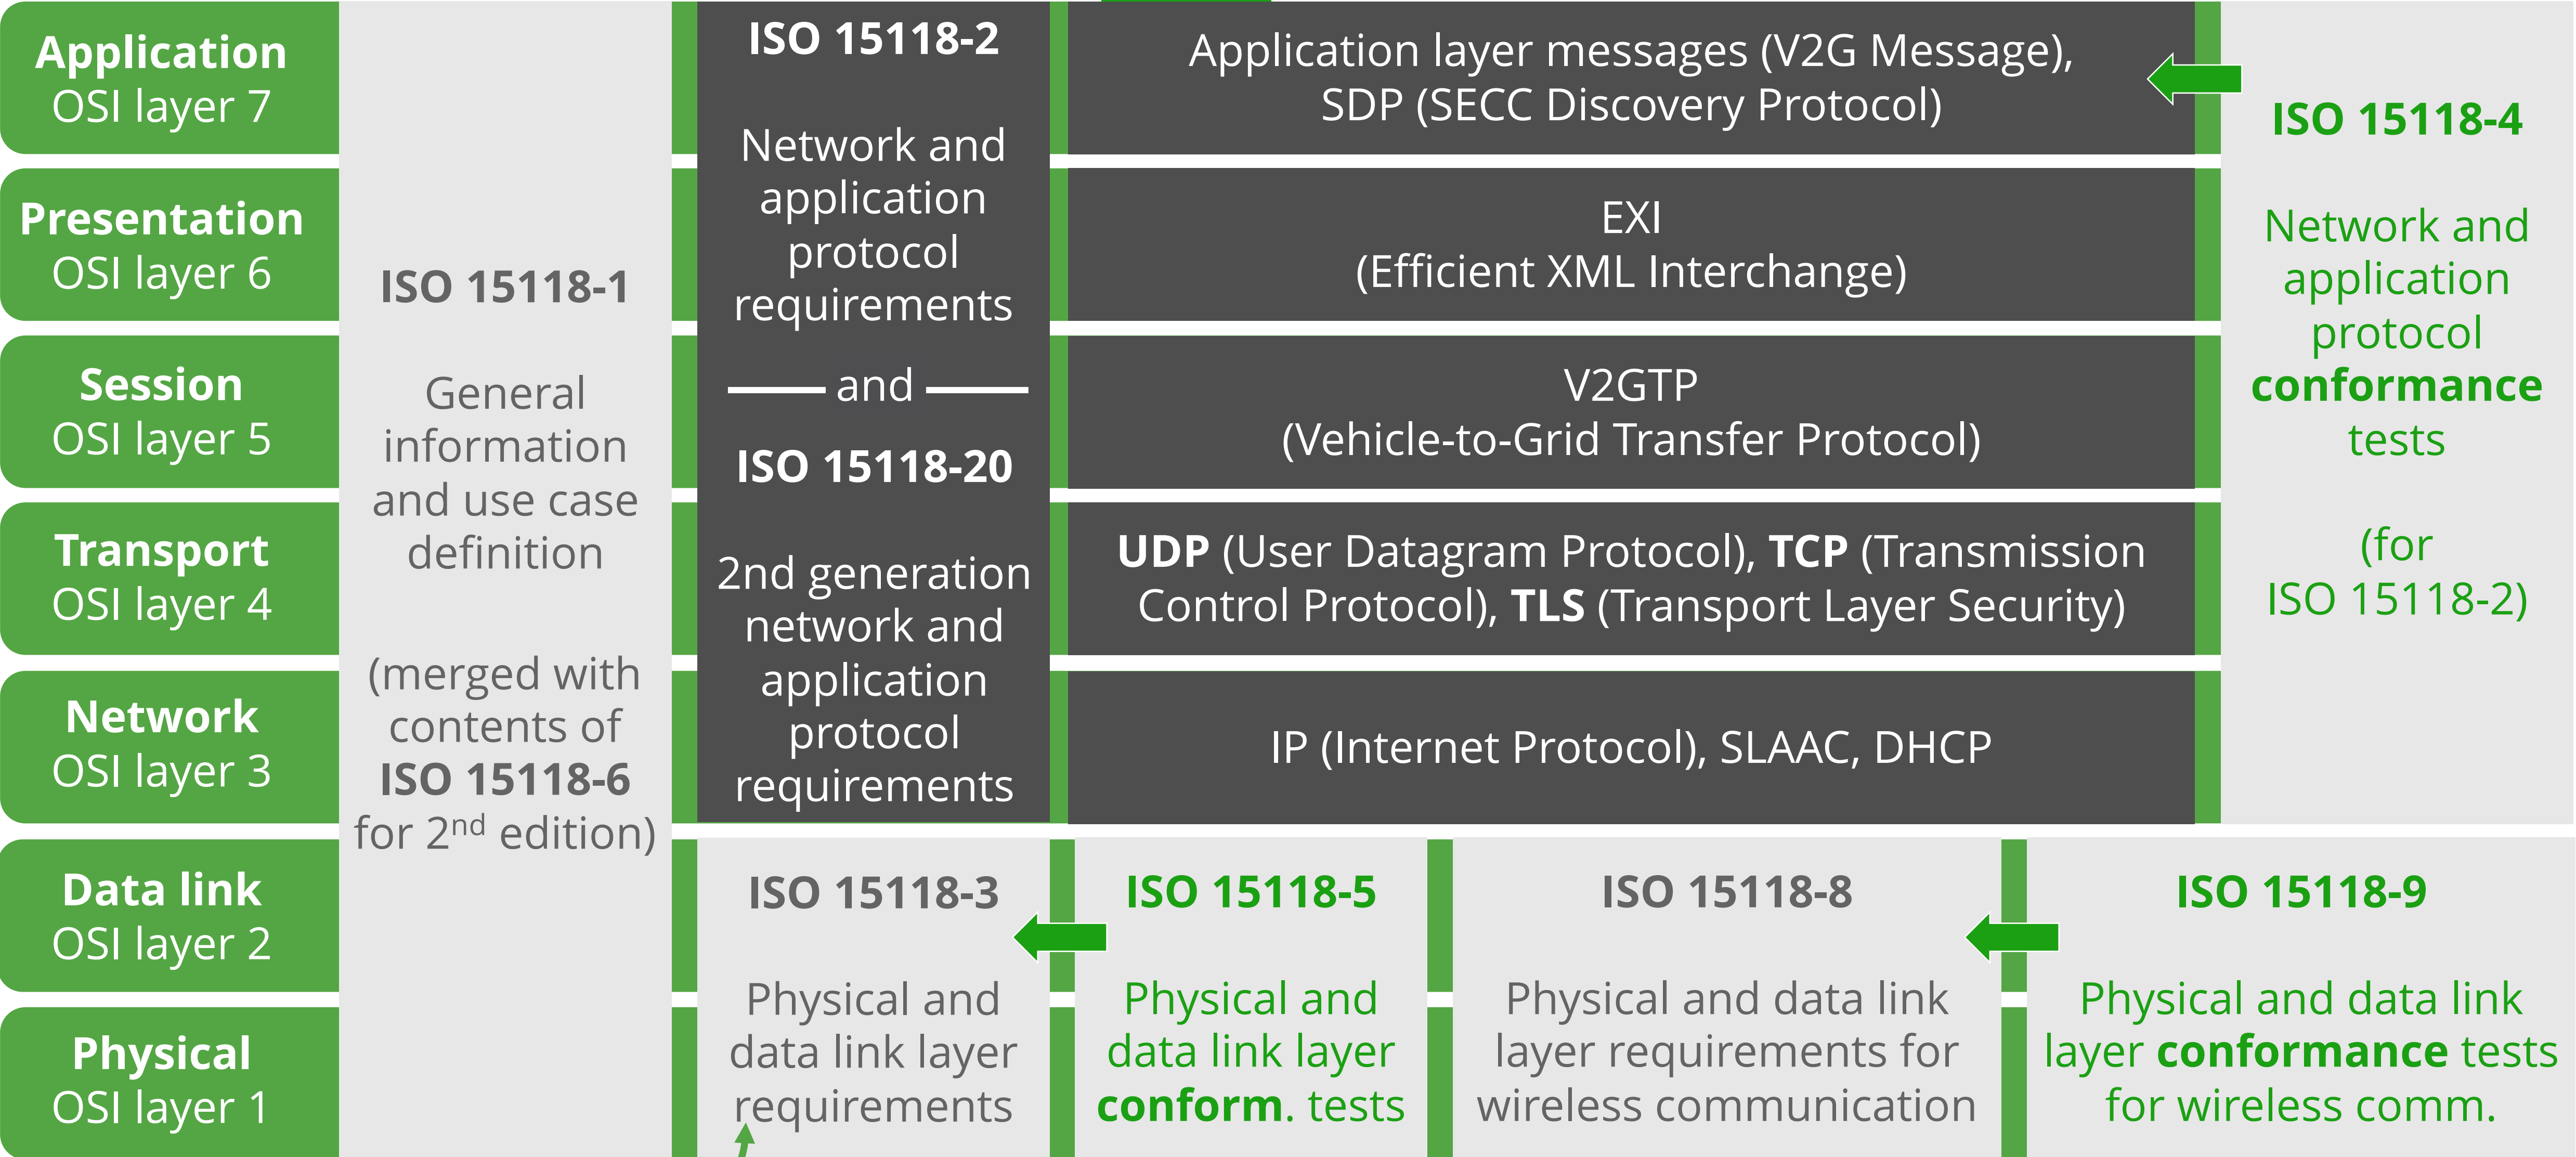 Application
OSI layer 7
Presentation
OSI layer 6
Session
OSI layer 5
Transport
OSI layer 4
Network
OSI layer 3
Data link
OSI layer 2
Physical
OSI layer 1
ISO 15118-1
General
information
and use case
definition
(merged with
contents of
ISO 15118-6
for 2nd edition)
ISO 15118-2
Network and
application
protocol
requirements
and
ISO 15118-20
2nd generation
network and
application
protocol
requirements
Application layer messages (V2G Message),
SDP (SECC Discovery Protocol)
EXI
(Efficient XML Interchange)
V2GTP
(Vehicle-to-Grid Transfer Protocol)
UDP (User Datagram Protocol), TCP (Transmission
Control Protocol), TLS (Transport Layer Security)
IP (Internet Protocol), SLAAC, DHCP
ISO 15118-4
Network and
application
protocol
conformance
tests
(for
ISO 15118-2)
ISO 15118-3
Physical and
data link layer
requirements
ISO 15118-5
Physical and
data link layer
conform. tests
ISO 15118-8
Physical and data link
layer requirements for
wireless communication
ISO 15118-9
Physical and data link
layer conformance tests
for wireless comm.